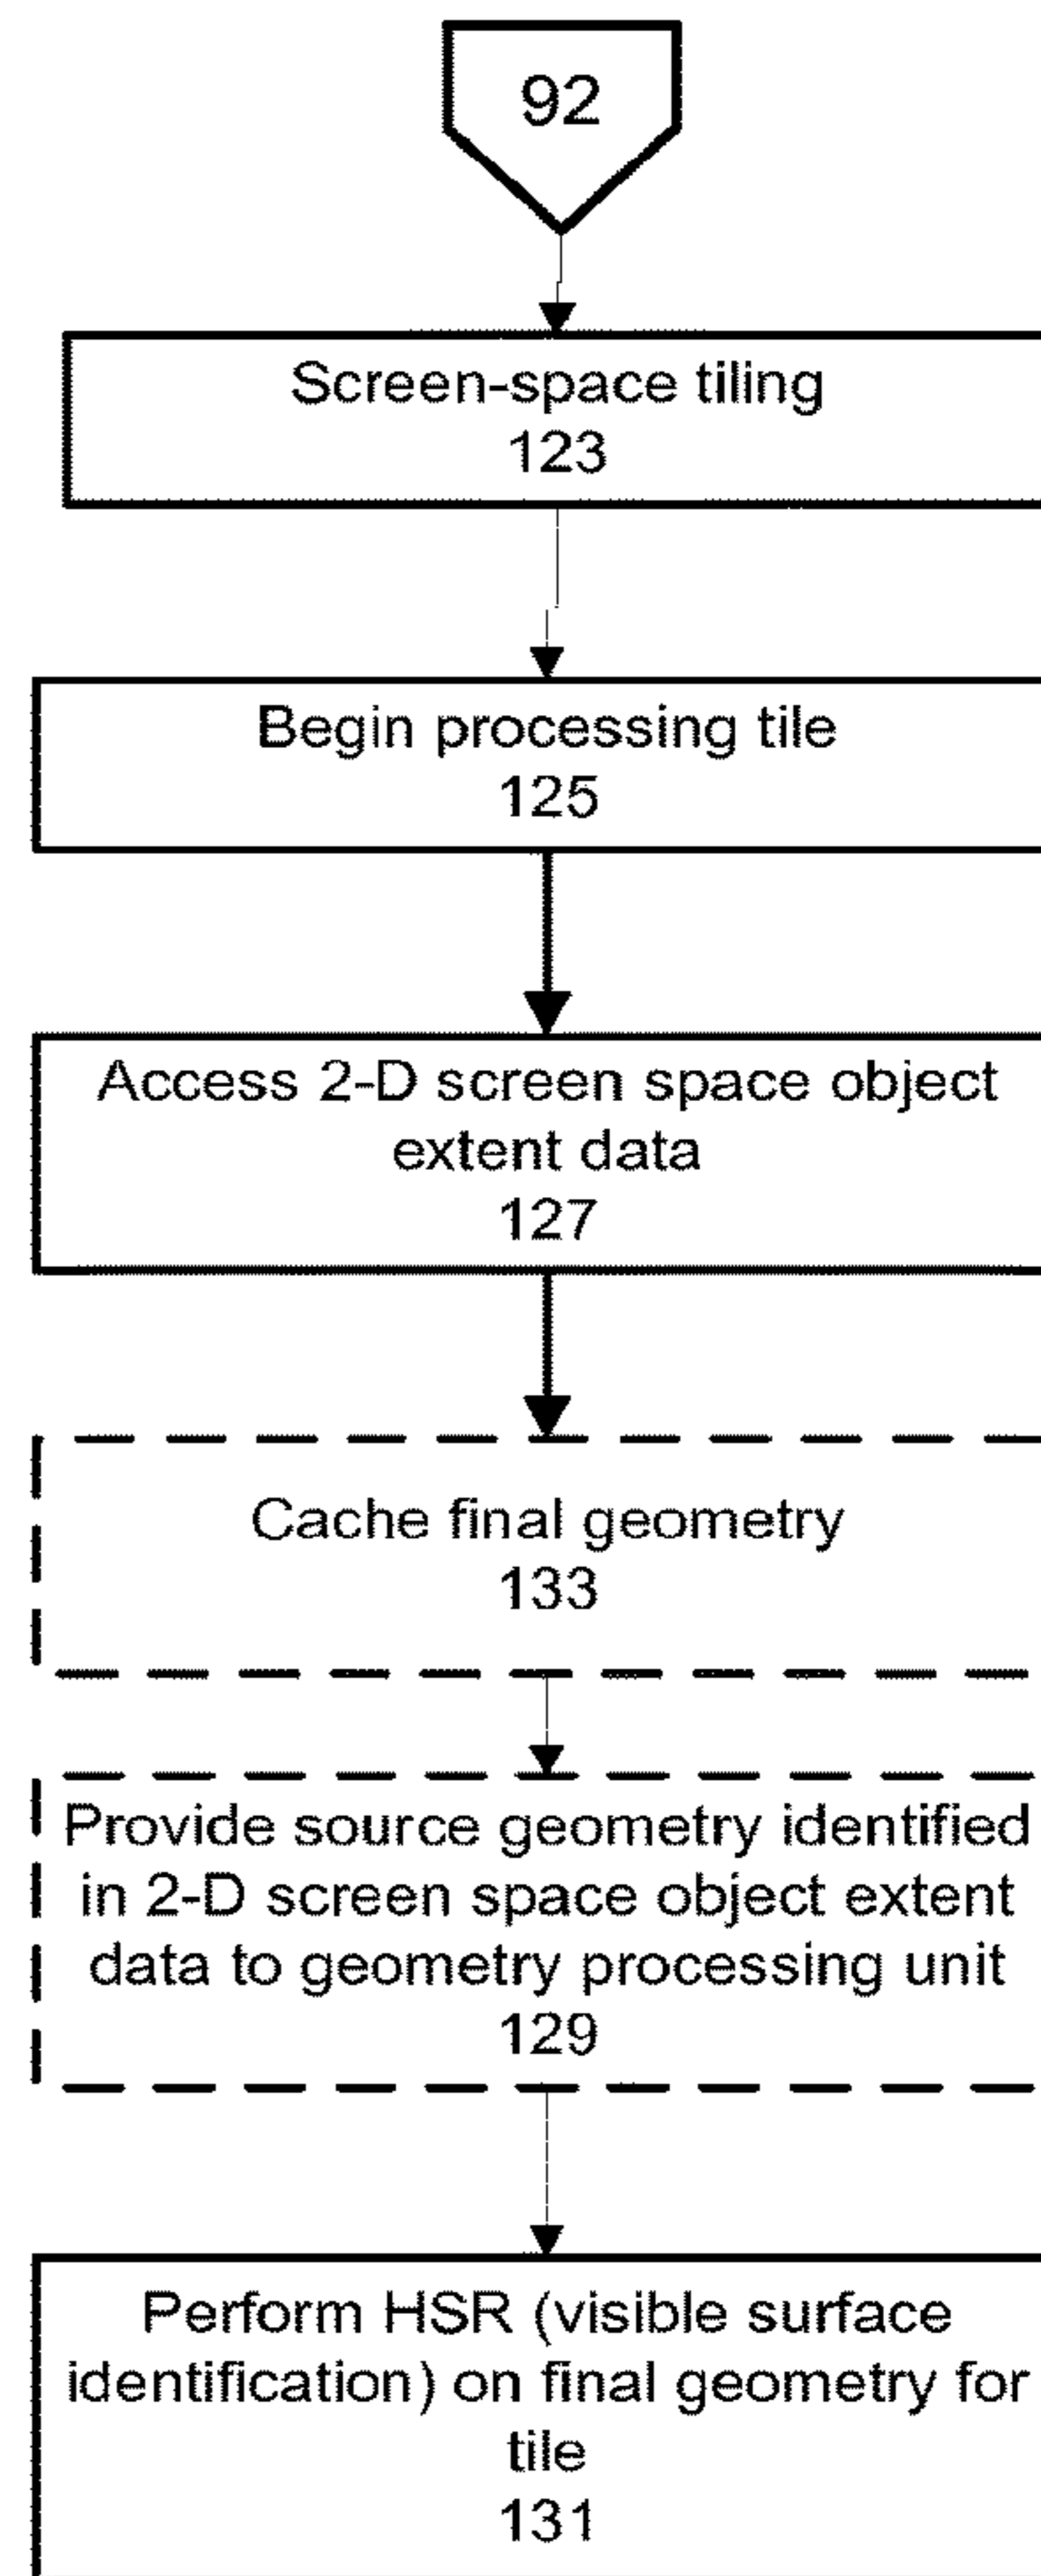 92
Screen-space tiling
123
Begin processing tile
125
Access 2-D screen space object
extent data
127
Cache final geometry
133
Provide source geometry identified
in 2-D screen space object extent
data to geometry processing unit
129
Perform HSR (visible surface
identification) on final geometry for
tile
131